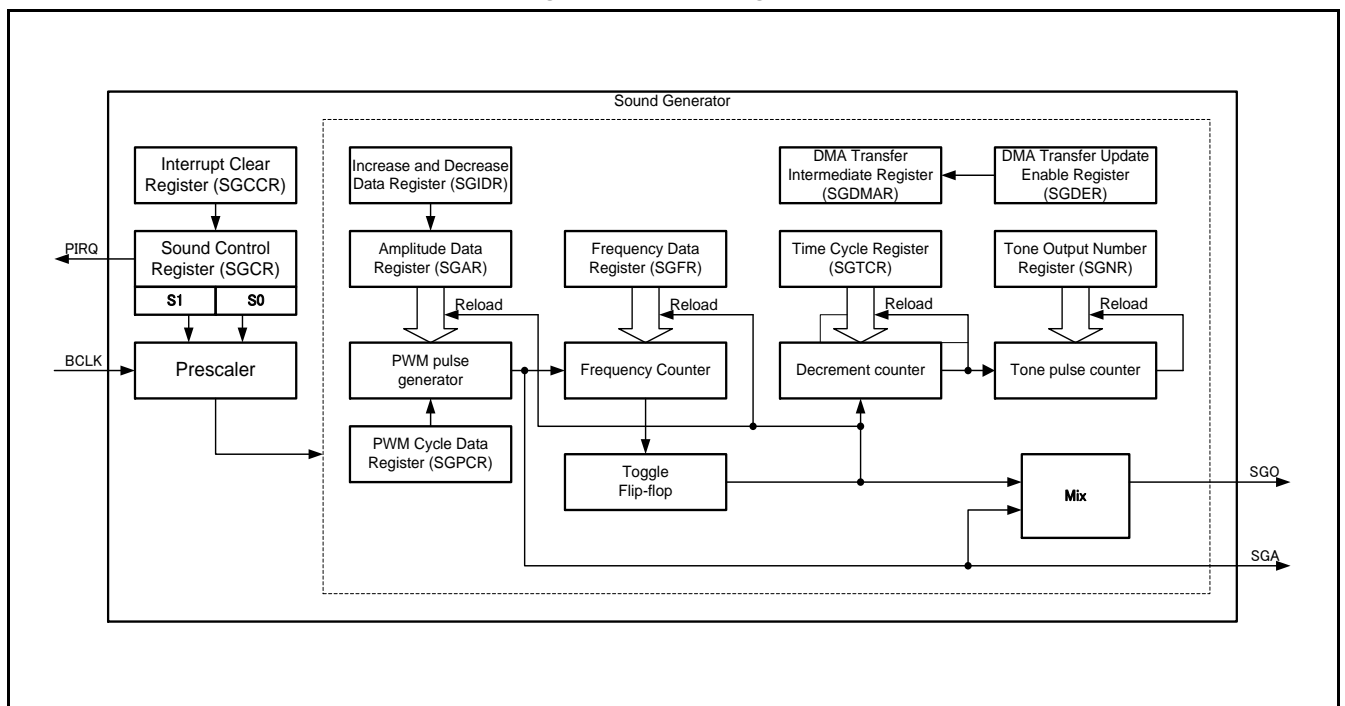 Sound Generator
Interrupt Clear
Register (SGCCR)
Increase and Decrease
Data Register (SGIDR)
DMA Transfer
Intermediate Register
(SGDMAR)
DMA Transfer Update
Enable Register
(SGDER)
PIRQ
Sound Control
Register (SGCR)
S1
S0
Amplitude Data
Register (SGAR)
Frequency Data
Register (SGFR)
Time Cycle Register
(SGTCR)
Tone Output Number
Register (SGNR)
Reload
Reload
Reload
Reload
BCLK
Prescaler
PWM pulse
generator
Frequency Counter
Decrement counter
Tone pulse counter
PWM Cycle Data
Register (SGPCR)
Toggle
Flip-flop
Mix
SGO
SGA